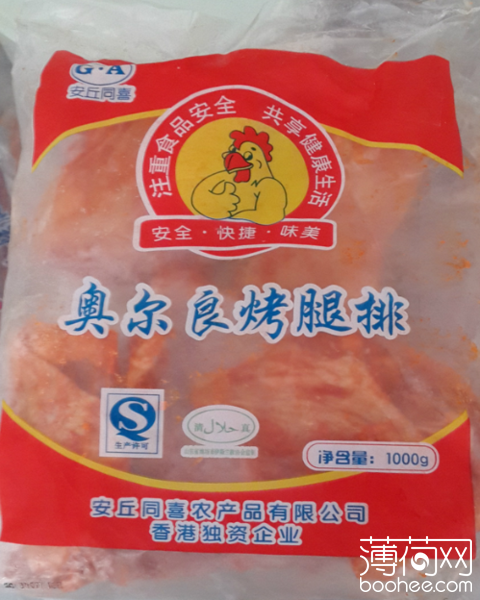 G·A
安丘同喜
注重食品安全 共享健康生活
安全·快捷·味美
奥尔良烤腿排
QS
生产许可
清 حلال 真
净含量：1000g
安丘同喜农产品有限公司
香港独资企业
薄荷网
boohee.com